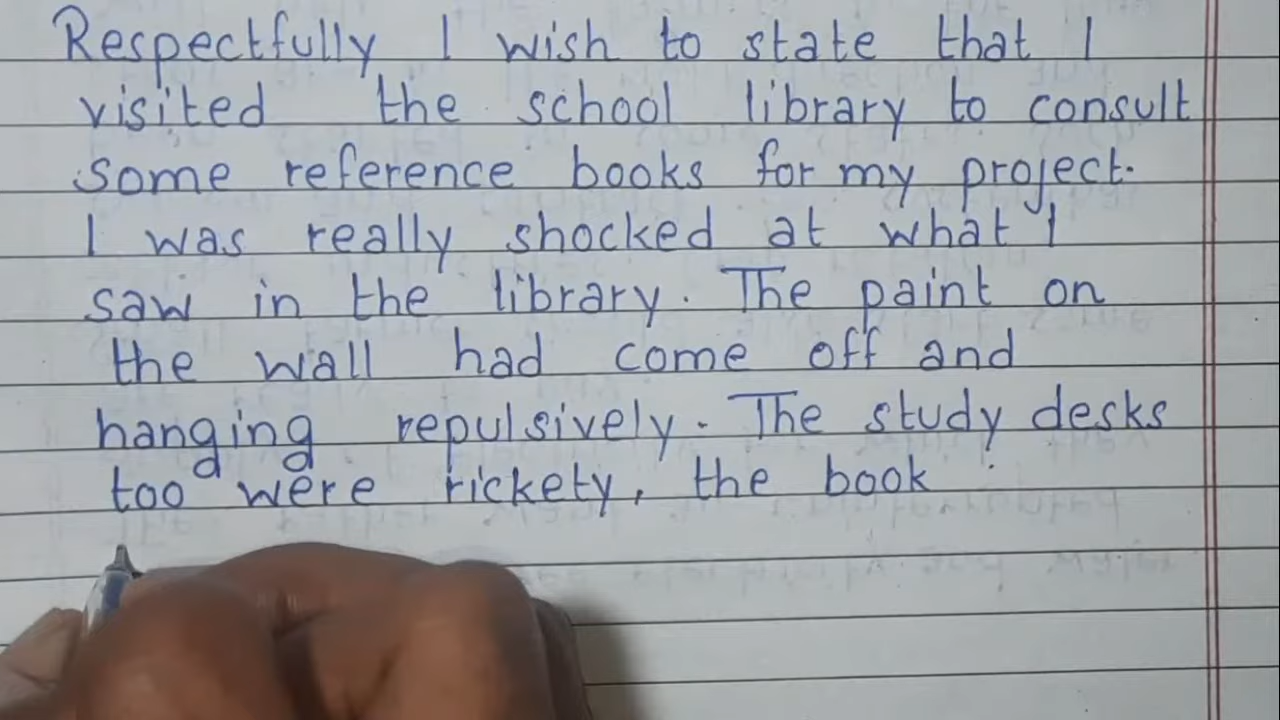 Respectfully I wish to state that I
visited the school library to consult
some reference books for my project.
I was really shocked at what I
saw in the library. The paint on
the wall had come off and
hanging repulsively. The study desks
too were rickety, the book